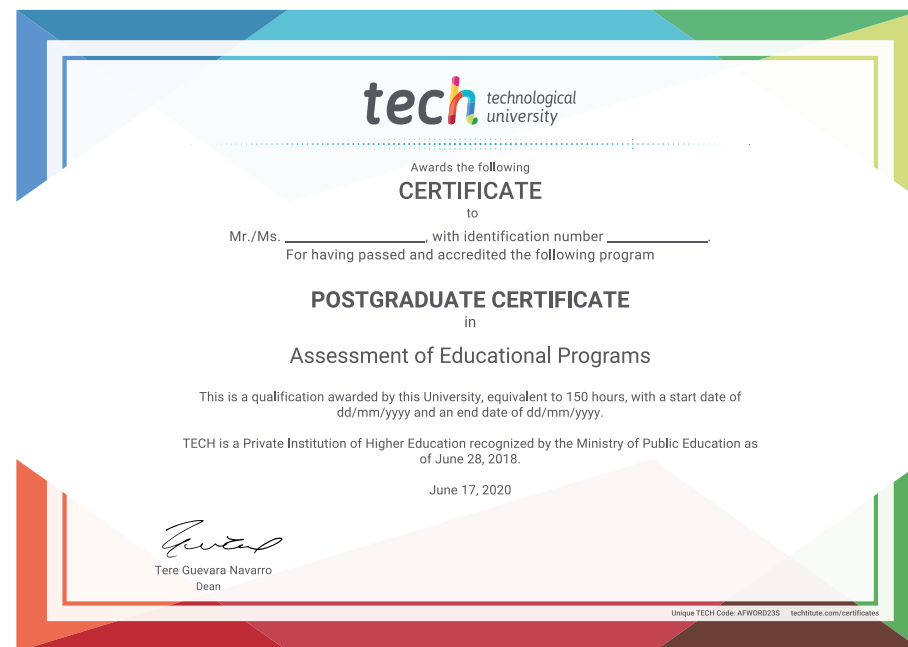 tech technological
university
Awards the following
CERTIFICATE
to
Mr./Ms. ____________, with identification number ____________.
For having passed and accredited the following program
POSTGRADUATE CERTIFICATE
in
Assessment of Educational Programs
This is a qualification awarded by this University, equivalent to 150 hours, with a start date of
dd/mm/yyyy and an end date of dd/mm/yyyy.
TECH is a Private Institution of Higher Education recognized by the Ministry of Public Education as
of June 28, 2018.
June 17, 2020
Tere Guevara Navarro
Dean
Unique TECH Code: AFWORD23S techtitute.com/certificates